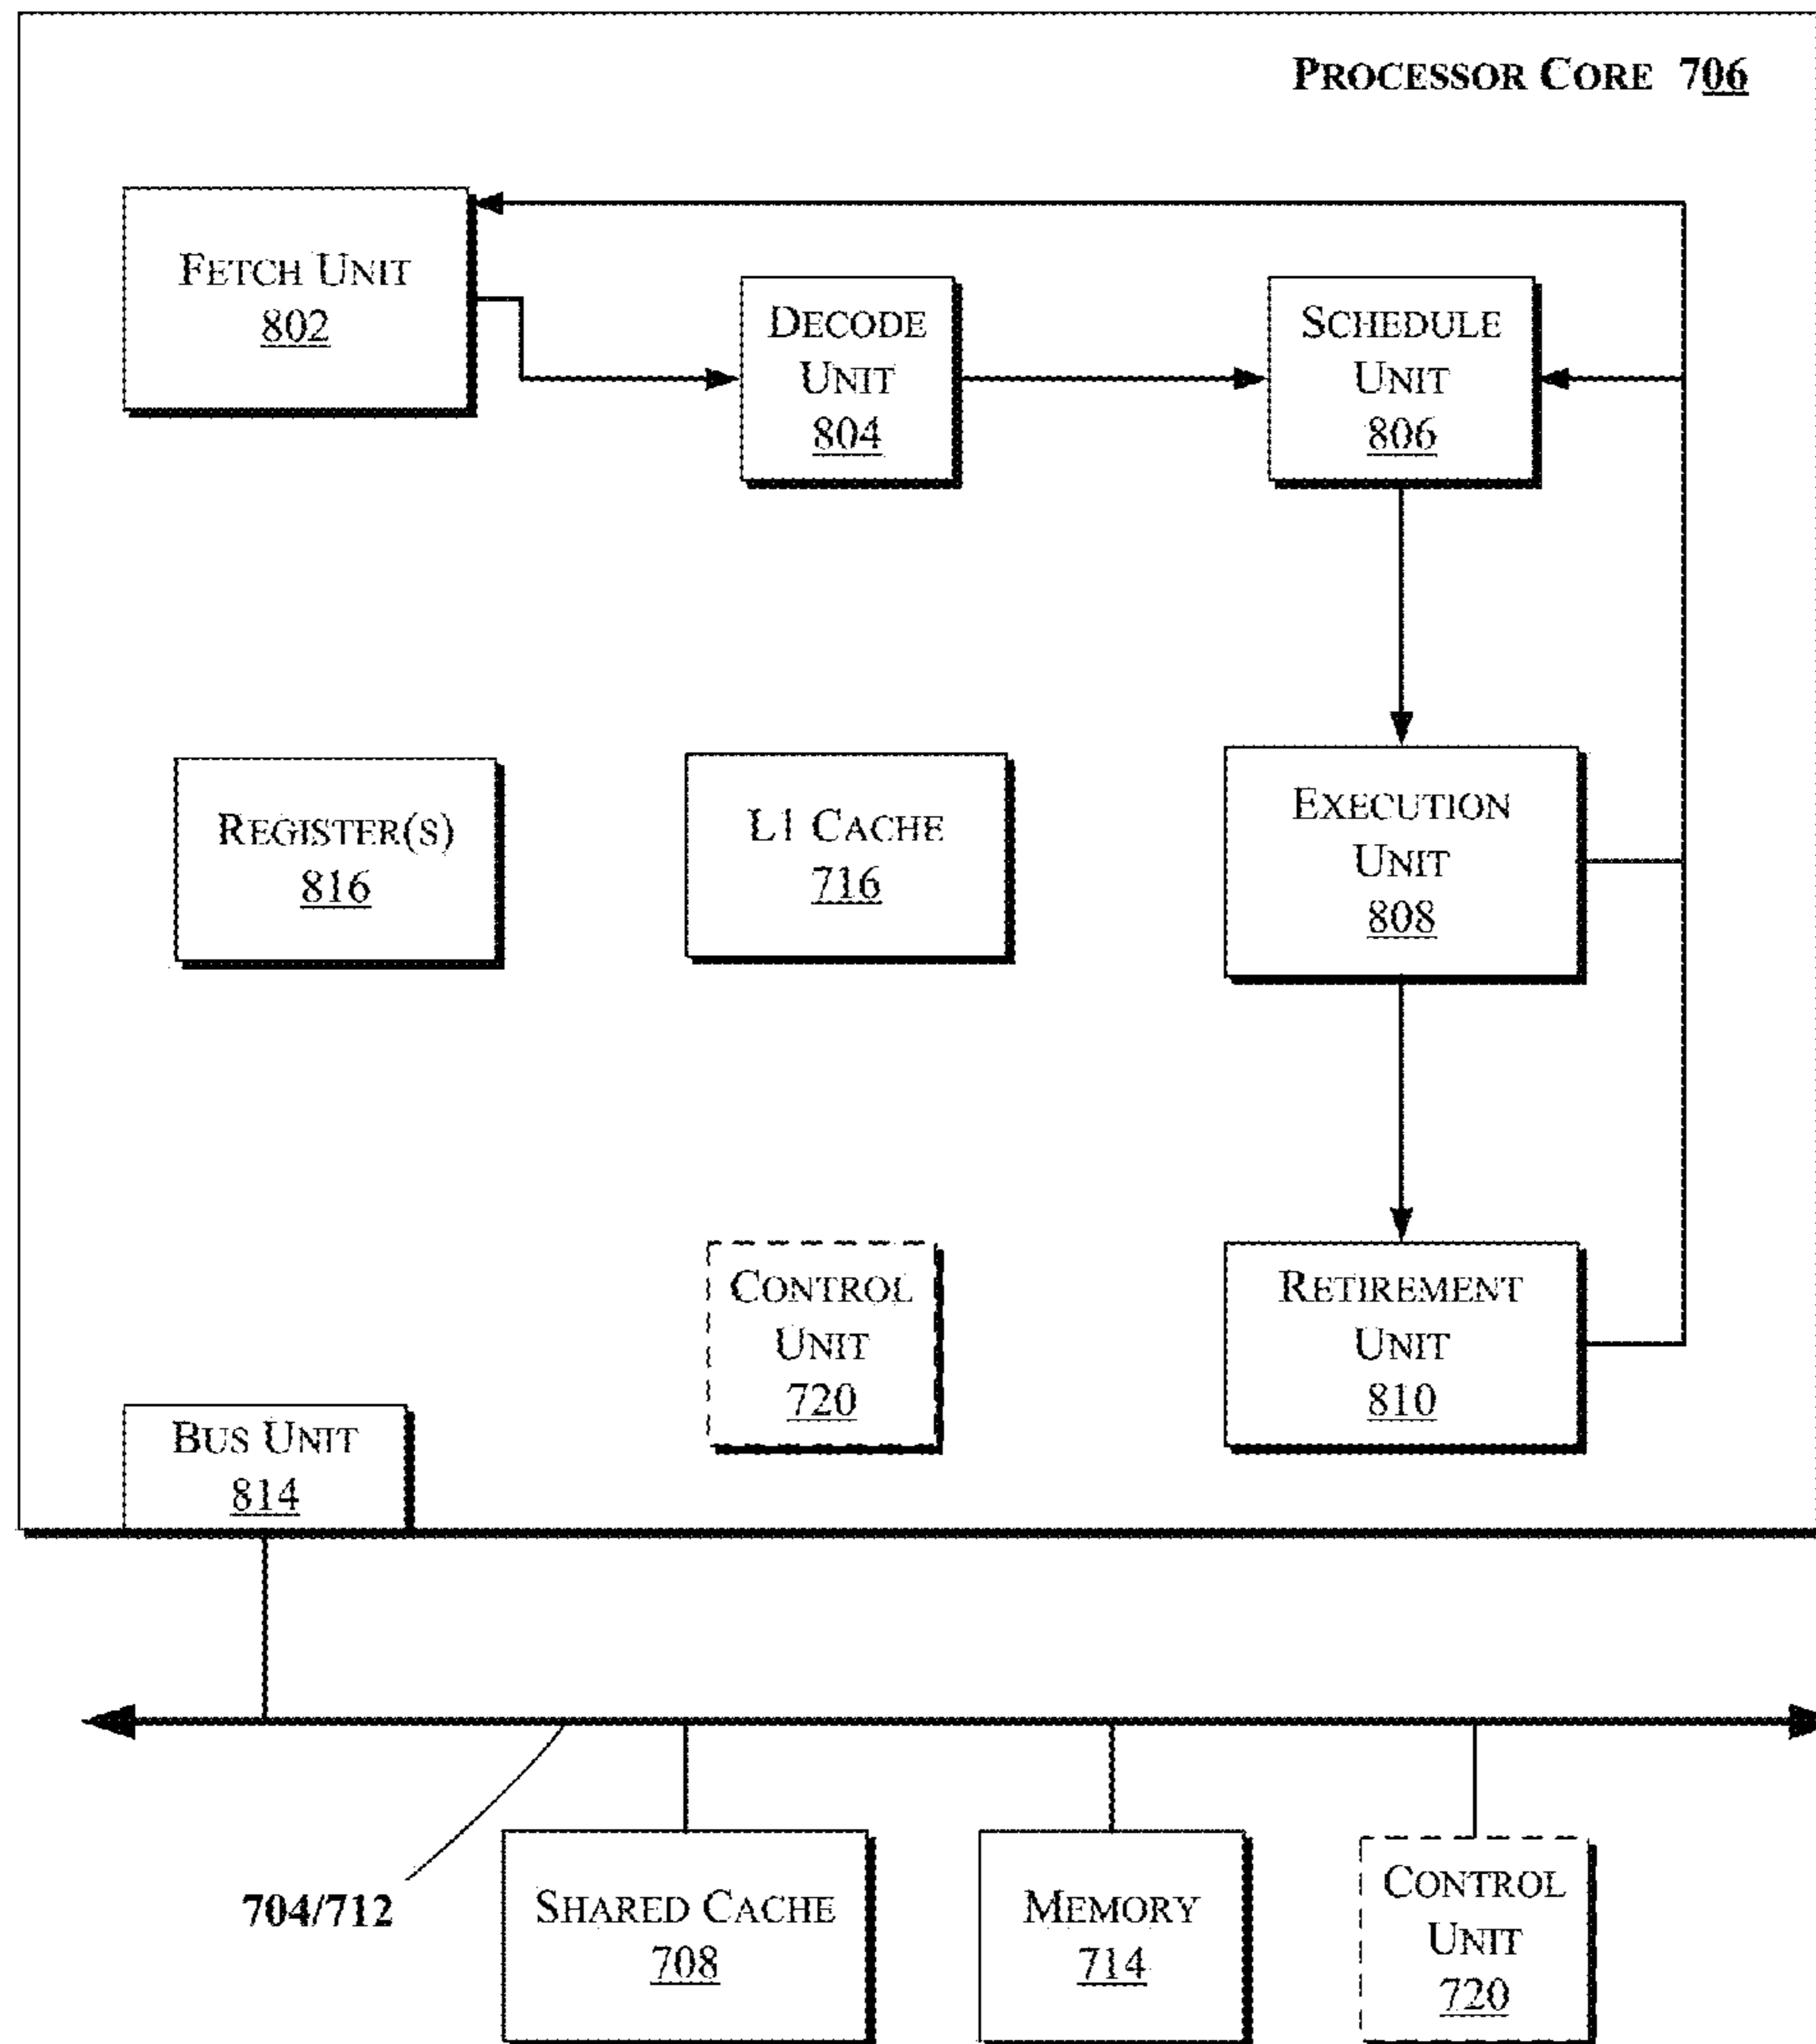 PROCESSOR CORE 706
FETCH UNIT
802
DECODE
UNIT
804
SCHEDULE
UNIT
806
REGISTER(S)
816
L1 CACHE
716
EXECUTION
UNIT
808
CONTROL
UNIT
720
RETIREMENT
UNIT
810
BUS UNIT
814
704/712
SHARED CACHE
708
MEMORY
714
CONTROL
UNIT
720